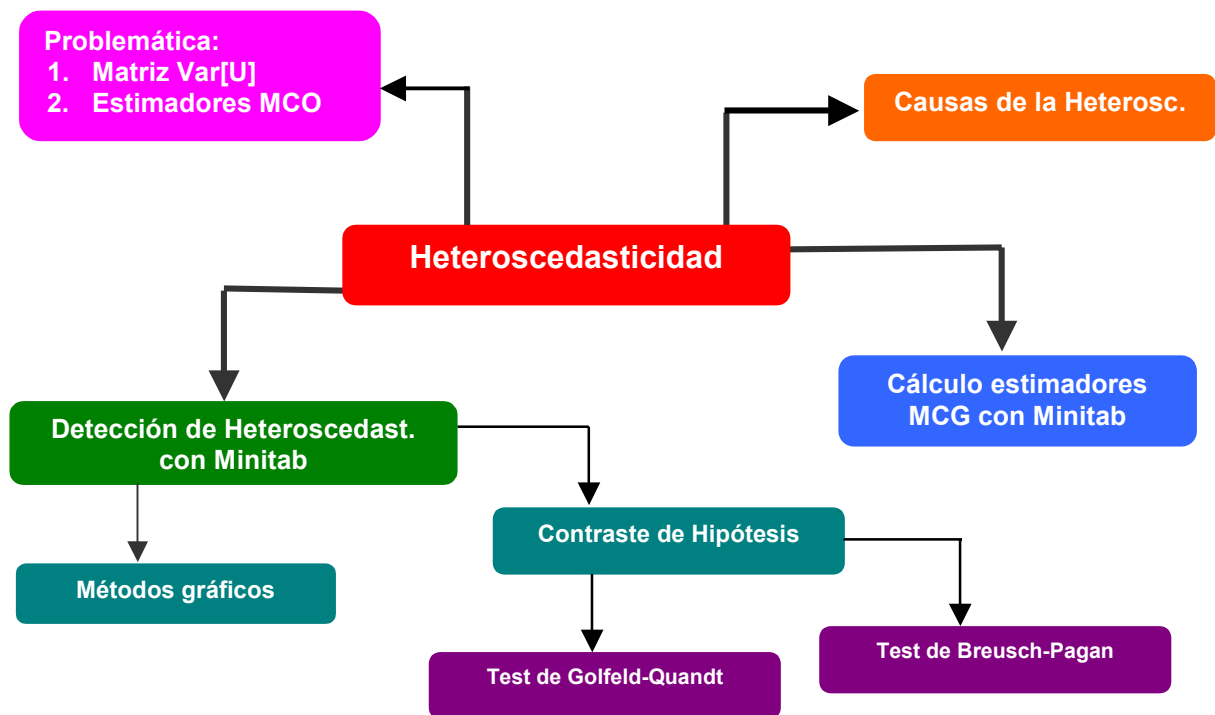 Problemática:
1. Matriz Var[U]
2. Estimadores MCO
Causas de la Heterosc.
Heteroscedasticidad
Cálculo estimadores
MCG con Minitab
Detección de Heteroscedast.
con Minitab
Contraste de Hipótesis
Métodos gráficos
Test de Breusch-Pagan
Test de Golfeld-Quandt